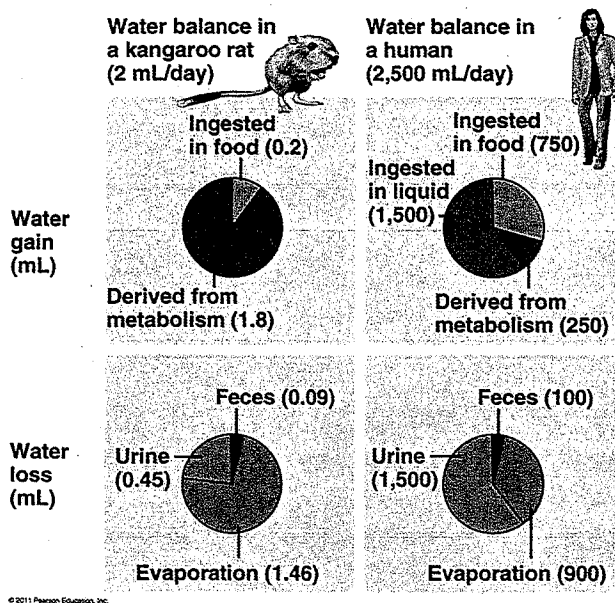 Water balance in
a kangaroo rat
(2 mL/day)
Water balance in
a human
(2,500 mL/day)
Water
gain
(mL)
Ingested
in food (0.2)
Derived from
metabolism (1.8)
Ingested
in food (750)
Ingested
in liquid
(1,500)
Derived from
metabolism (250)
Water
loss
(mL)
Feces (0.09)
Urine
(0.45)
Evaporation (1.46)
Feces (100)
Urine
(1,500)
Evaporation (900)
© 2011 Pearson Education, Inc.